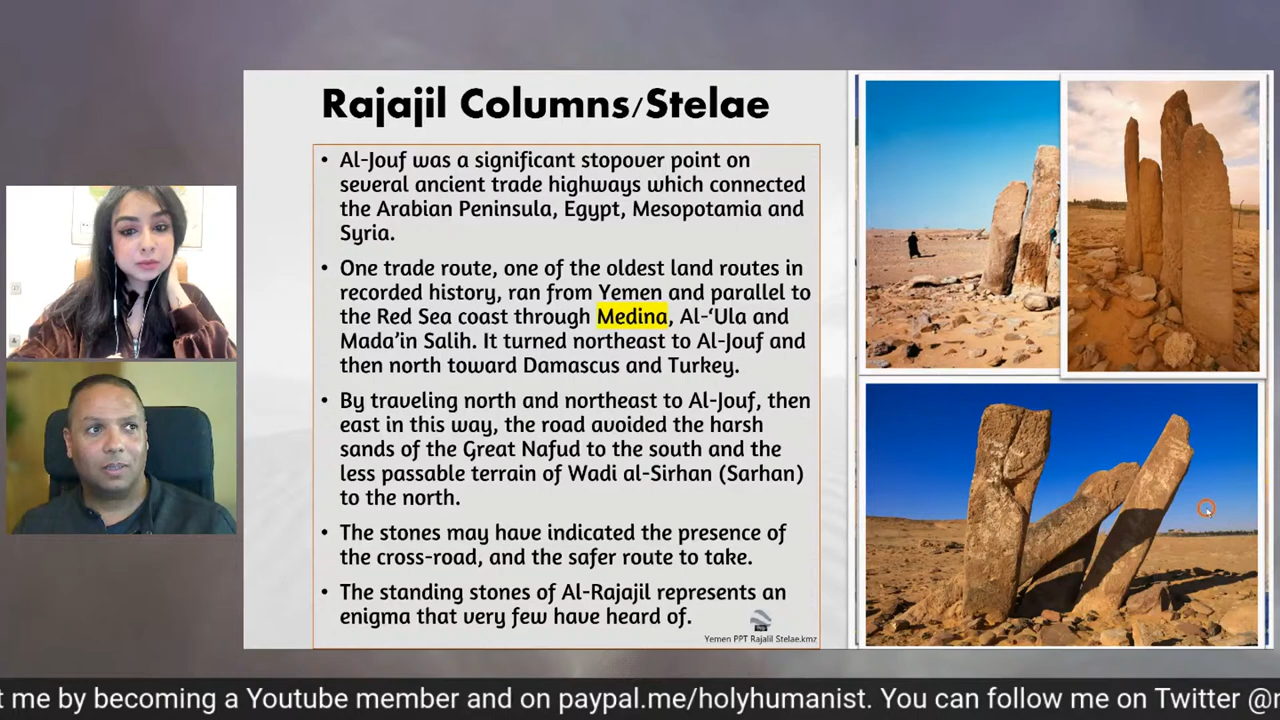 Rajajil Columns/Stelae
• Al-Jouf was a significant stopover point on
several ancient trade highways which connected
the Arabian Peninsula, Egypt, Mesopotamia and
Syria.
• One trade route, one of the oldest land routes in
recorded history, ran from Yemen and parallel to
the Red Sea coast through Medina, Al-‘Ula and
Mada’in Salih. It turned northeast to Al-Jouf and
then north toward Damascus and Turkey.
• By traveling north and northeast to Al-Jouf, then
east in this way, the road avoided the harsh
sands of the Great Nafud to the south and the
less passable terrain of Wadi al-Sirhan (Sarhan)
to the north.
• The stones may have indicated the presence of
the cross-road, and the safer route to take.
• The standing stones of Al-Rajajil represents an
enigma that very few have heard of.
Yemen PPT Rajalil Stelae.kmz
t me by becoming a Youtube member and on paypal.me/holyhumanist. You can follow me on Twitter @